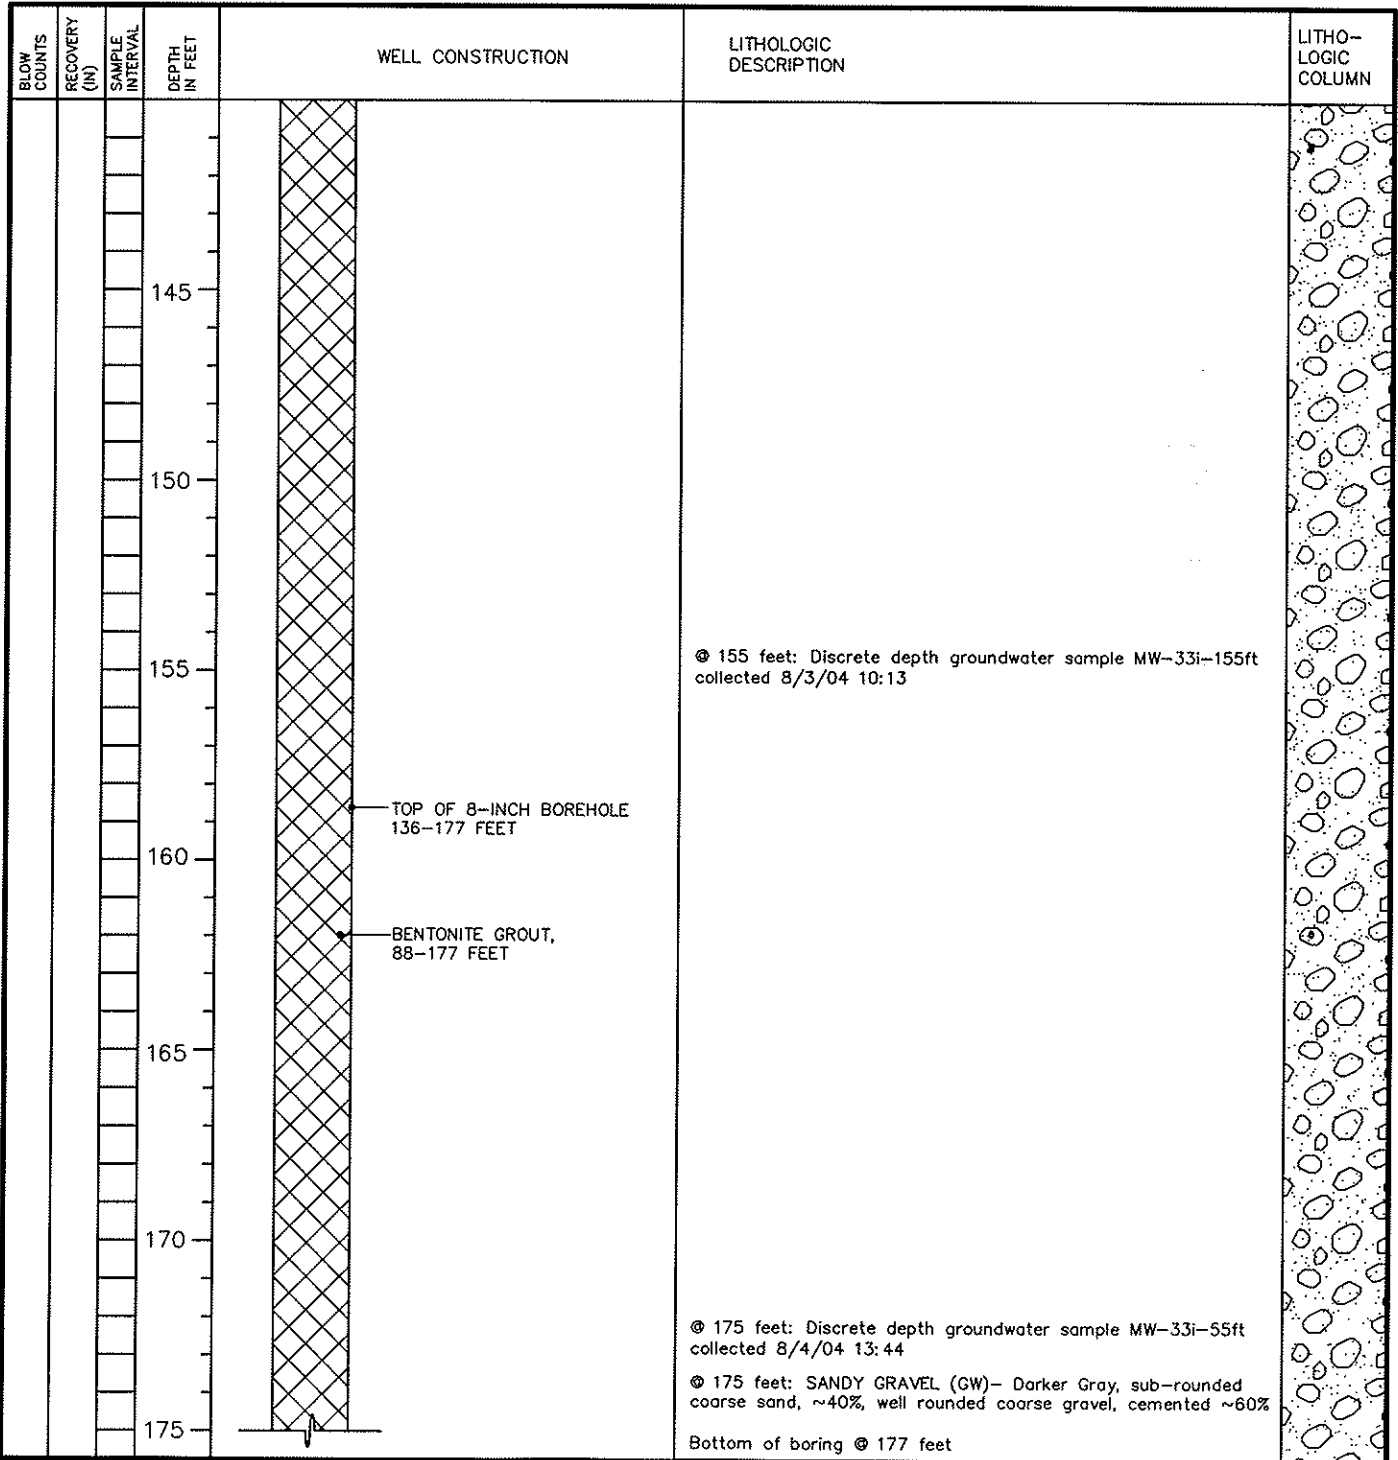 BLOW
COUNTS
RECOVERY
(IN)
SAMPLE
INTERVAL
DEPTH
IN FEET
WELL CONSTRUCTION
LITHOLOGIC
DESCRIPTION
LITHO-
LOGIC
COLUMN
145
150
155
@ 155 feet: Discrete depth groundwater sample MW-33i-155ft
collected 8/3/04 10:13
TOP OF 8-INCH BOREHOLE
136-177 FEET
160
BENTONITE GROUT,
88-177 FEET
165
170
@ 175 feet: Discrete depth groundwater sample MW-33i-55ft
collected 8/4/04 13:44
@ 175 feet: SANDY GRAVEL (GW)- Darker Gray, sub-rounded
coarse sand, ~40%, well rounded coarse gravel, cemented ~60%
175
Bottom of boring @ 177 feet